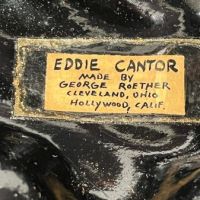 EDDIE CANTOR
MADE BY
GEORGE ROETHER
CLEVELAND, OHIO
HOLLYWOOD, CALIF.